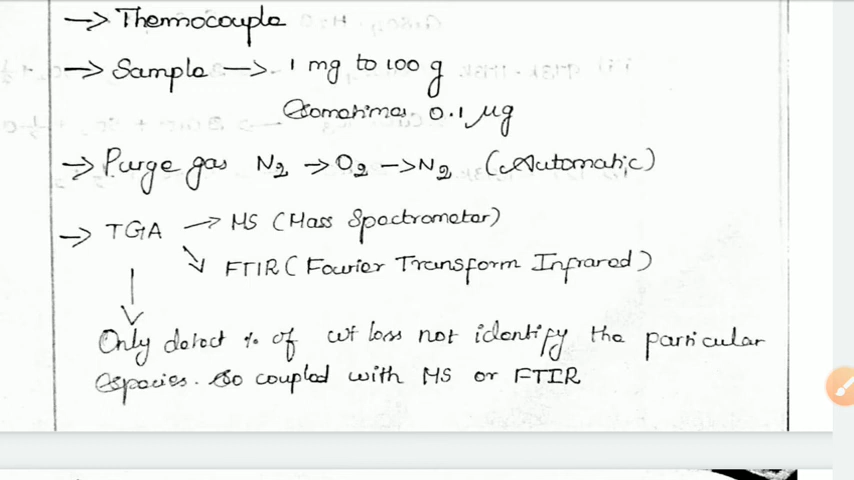 → Thermocouple
→ Sample → 1 mg to 100 g
Sometimes 0.1 μg
→ Purge gas N₂ → O₂ → N₂ (Automatic)
→ TGA → MS (Mass Spectrometer)
↘ FTIR (Fourier Transform Infrared)
↓
Only detect % of wt loss not identify the particular
species. So coupled with MS or FTIR